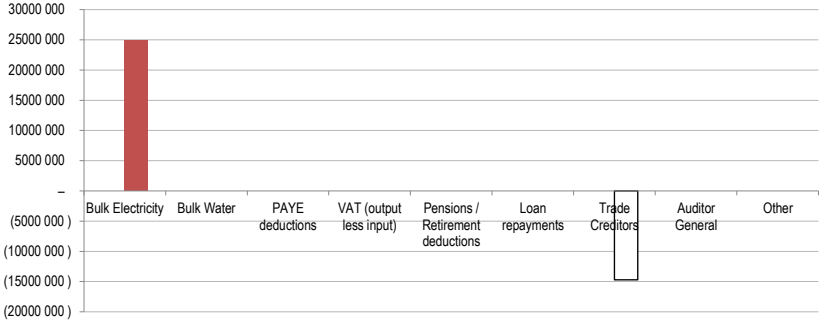 30000 000
25000 000
20000 000
15000 000
10000 000
5000 000
–
Bulk Electricity Bulk Water PAYE VAT (output Pensions / Loan Trade Auditor Other
deductions less input) Retirement repayments Creditors General
deductions
(5000 000 )
(10000 000 )
(15000 000 )
(20000 000 )